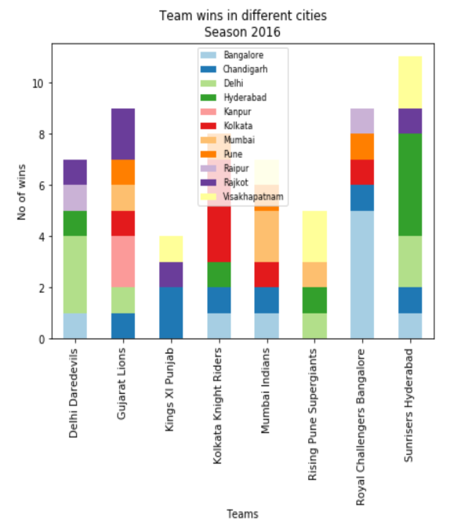 Team wins in different cities
Season 2016
No of wins
10
8
6
4
2
0
Bangalore
Chandigarh
Delhi
Hyderabad
Kanpur
Kolkata
Mumbai
Pune
Raipur
Rajkot
Visakhapatnam
Delhi Daredevils
Gujarat Lions
Kings XI Punjab
Kolkata Knight Riders
Mumbai Indians
Rising Pune Supergiants
Royal Challengers Bangalore
Sunrisers Hyderabad
Teams